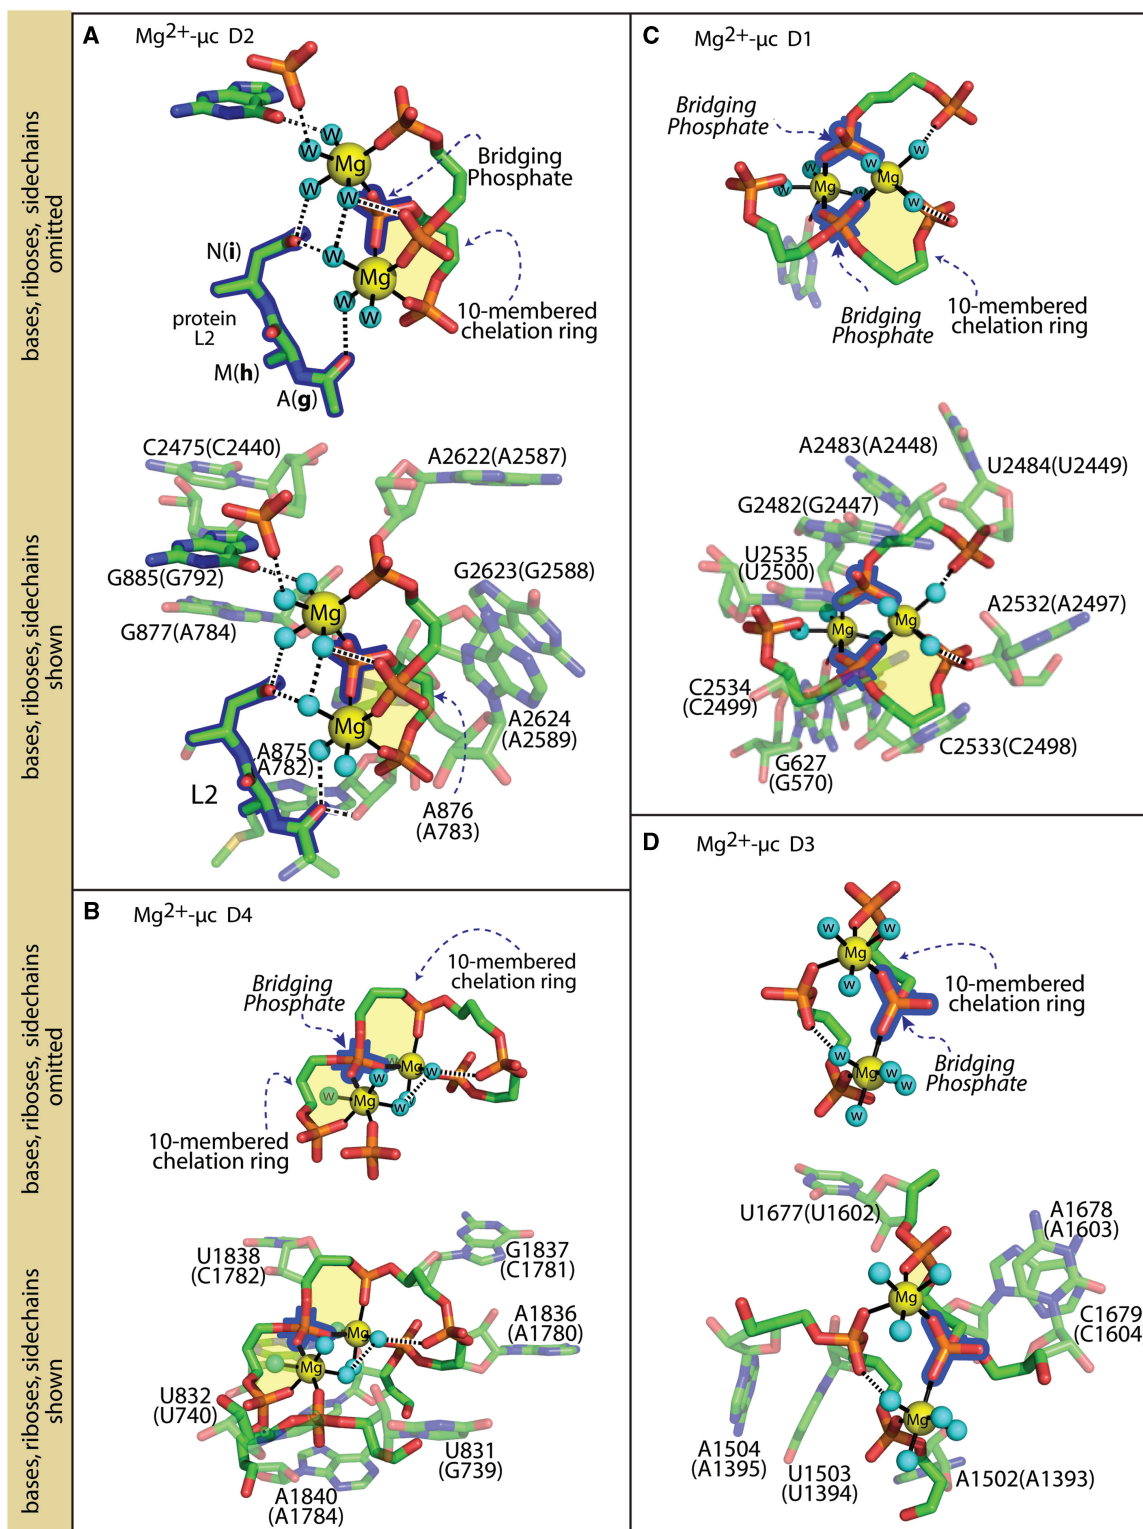 bases, riboses, sidechains
omitted
bases, riboses, sidechains
shown
bases, riboses, sidechains
omitted
bases, riboses, sidechains
shown
A
Mg2+-μc D2
W
W
Mg
W
W
Bridging
Phosphate
N(i)
W
Mg
W
W
protein
L2
10-membered
chelation ring
M(h)
A(g)
C2475(C2440)
A2622(A2587)
G885(G792)
G2623(G2588)
Mg
G877(A784)
A2624
(A2589)
Mg
A875
(A782)
L2
A876
(A783)
B
Mg2+-μc D4
10-membered
chelation ring
Bridging
Phosphate
W
Mg
W
W
W
Mg
W
10-membered
chelation ring
U1838
(C1782)
G1837
(C1781)
A1836
(A1780)
Mg
Mg
U832
(U740)
U831
(G739)
A1840
(A1784)
C
Mg2+-μc D1
Bridging
Phosphate
W
W
W
Mg
Mg
W
W
W
10-membered
chelation ring
Bridging
Phosphate
A2483(A2448)
U2484(U2449)
G2482(G2447)
U2535
(U2500)
A2532(A2497)
Mg
Mg
C2534
(C2499)
C2533(C2498)
G627
(G570)
D
Mg2+-μc D3
W
W
Mg
W
10-membered
chelation ring
W
Mg
W
W
W
Bridging
Phosphate
U1677(U1602)
A1678
(A1603)
Mg
C1679
(C1604
Mg
A1504
(A1395)
U1503
(U1394)
A1502(A1393)